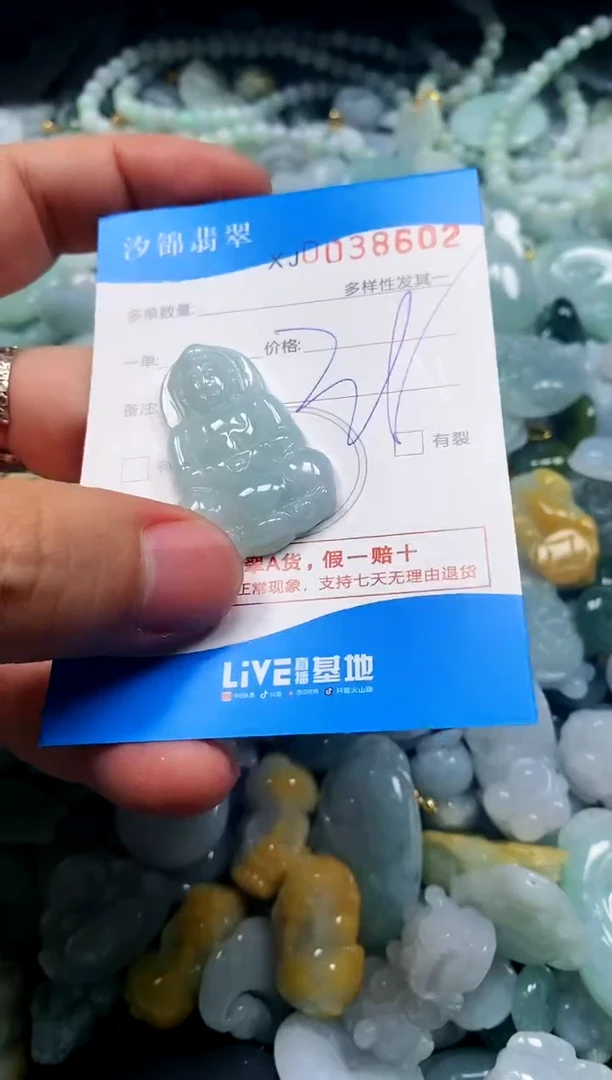 汐锦翡翠
XJ0038602
多单数量:
多样性发其一
一单:
价格:
备注
有裂
翠A货，假一赔十
正常现象，支持七天无理由退货
LiVE直播基地